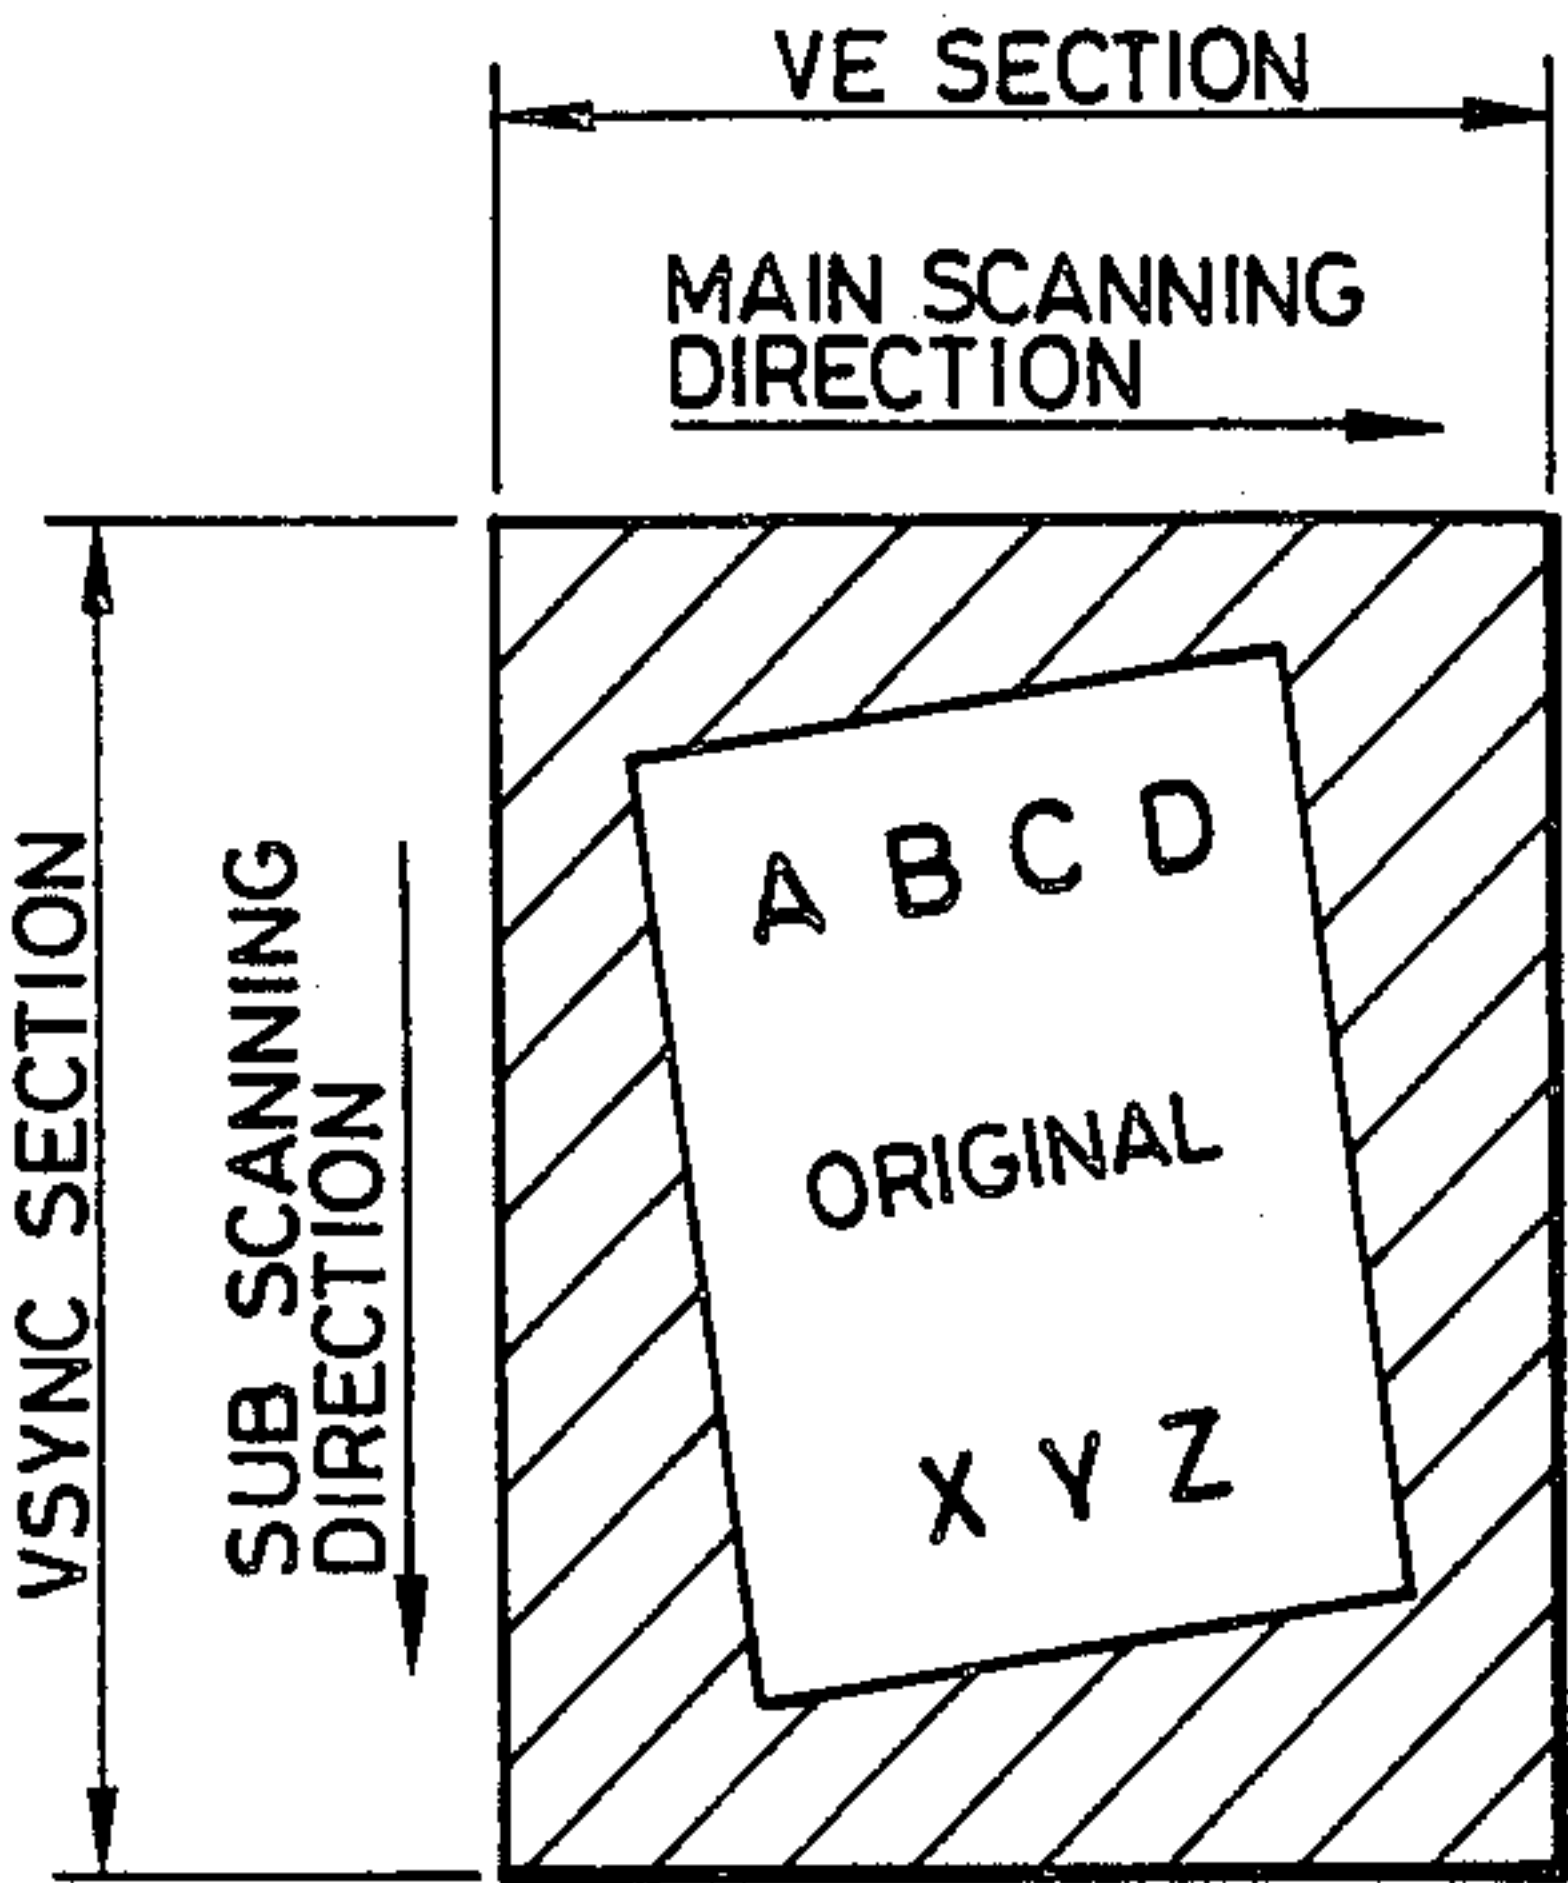 VE SECTION
MAIN SCANNING
DIRECTION
VSYNC SECTION
SUB SCANNING
DIRECTION
A B C D
ORIGINAL
X Y Z